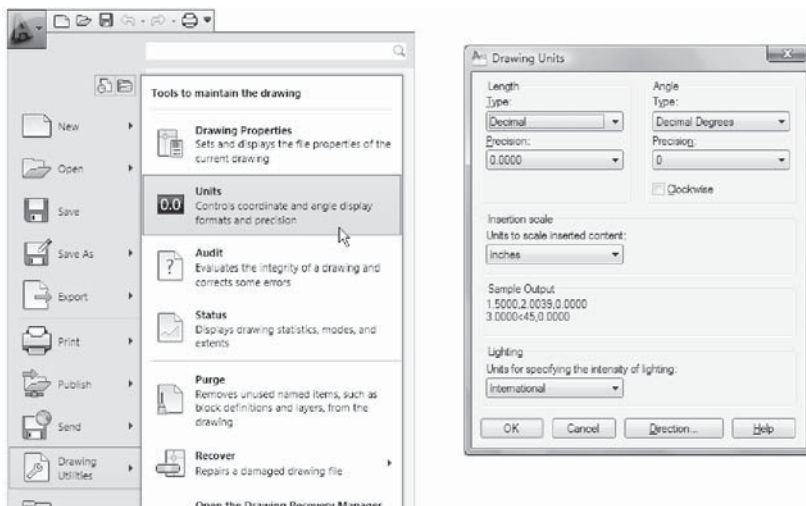 Tools to maintain the drawing
New
Open
Save
Save As
Export
Print
Publish
Send
Drawing
Utilities
Drawing Properties
Sets and displays the file properties of the
current drawing
0.0
Units
Controls coordinate and angle display
formats and precision
Audit
Evaluates the integrity of a drawing and
corrects some errors
Status
Displays drawing statistics, modes, and
extents
Purge
Removes unused named items, such as
block definitions and layers, from the
drawing
Recover
Repairs a damaged drawing file
Open the Drawing Recovery Manager
Drawing Units
Length
Type:
Decimal
Precision:
0.0000
Angle
Type:
Decimal Degrees
Precision:
0
Clockwise
Insertion scale
Units to scale inserted content:
Inches
Sample Output
1.5000,2.0039,0.0000
3.0000<45,0.0000
Lighting
Units for specifying the intensity of lighting:
International
OK
Cancel
Direction...
Help